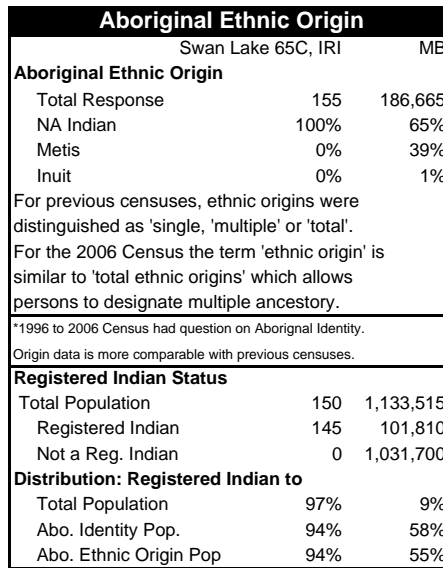 Aboriginal Ethnic Origin
Swan Lake 65C, IRI MB
Aboriginal Ethnic Origin
Total Response 155 186,665
NA Indian 100% 65%
Metis 0% 39%
Inuit 0% 1%
For previous censuses, ethnic origins were
distinguished as 'single, 'multiple' or 'total'.
For the 2006 Census the term 'ethnic origin' is
similar to 'total ethnic origins' which allows
persons to designate multiple ancestory.
*1996 to 2006 Census had question on Aborignal Identity.
Origin data is more comparable with previous censuses.
Registered Indian Status
Total Population 150 1,133,515
Registered Indian 145 101,810
Not a Reg. Indian 0 1,031,700
Distribution: Registered Indian to
Total Population 97% 9%
Abo. Identity Pop. 94% 58%
Abo. Ethnic Origin Pop 94% 55%